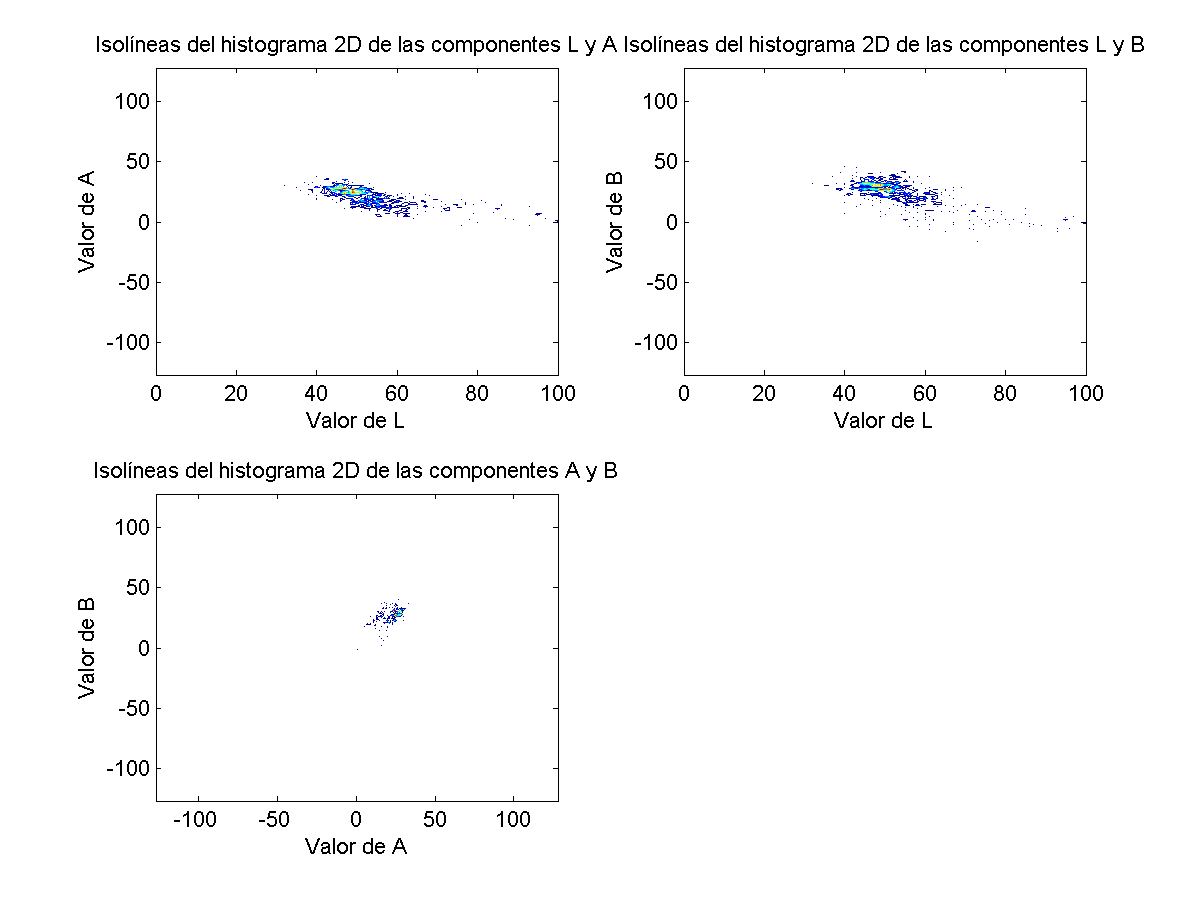 Isolíneas del histograma 2D de las componentes L y A
Isolíneas del histograma 2D de las componentes L y B
100
50
0
-50
-100
Valor de A
0 20 40 60 80 100
Valor de L
100
50
0
-50
-100
Valor de B
0 20 40 60 80 100
Valor de L
Isolíneas del histograma 2D de las componentes A y B
100
50
0
-50
-100
Valor de B
-100 -50 0 50 100
Valor de A